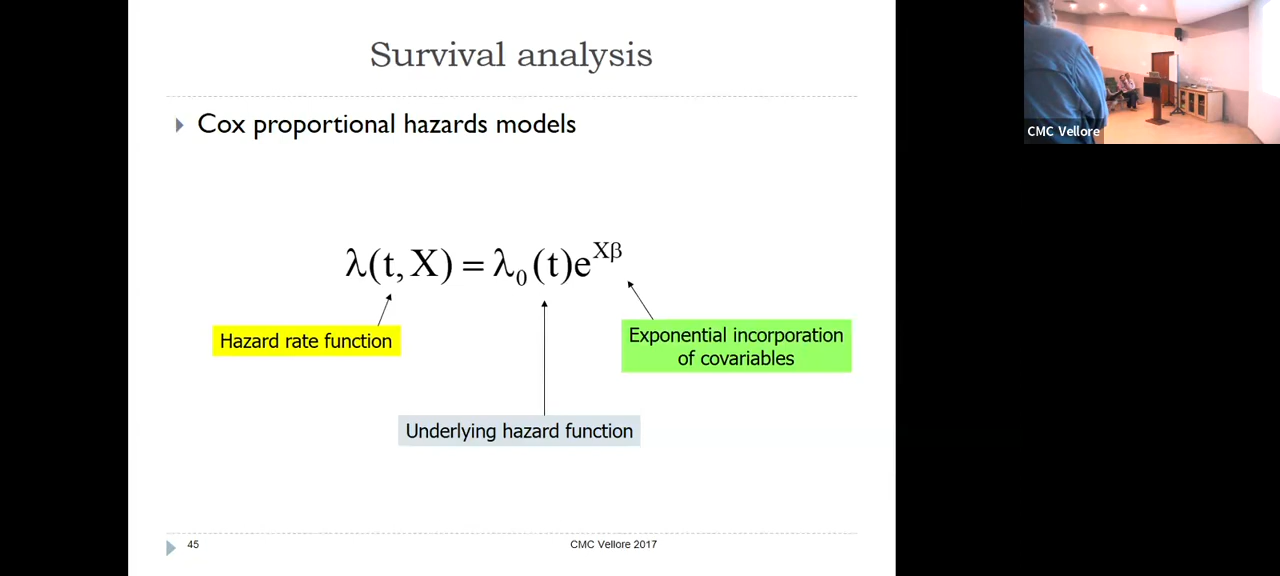 Survival analysis
Cox proportional hazards models
λ(t, X) = λ₀ (t)e^Xβ
Hazard rate function
Exponential incorporation
of covariables
Underlying hazard function
45
CMC Vellore 2017
CMC Vellore